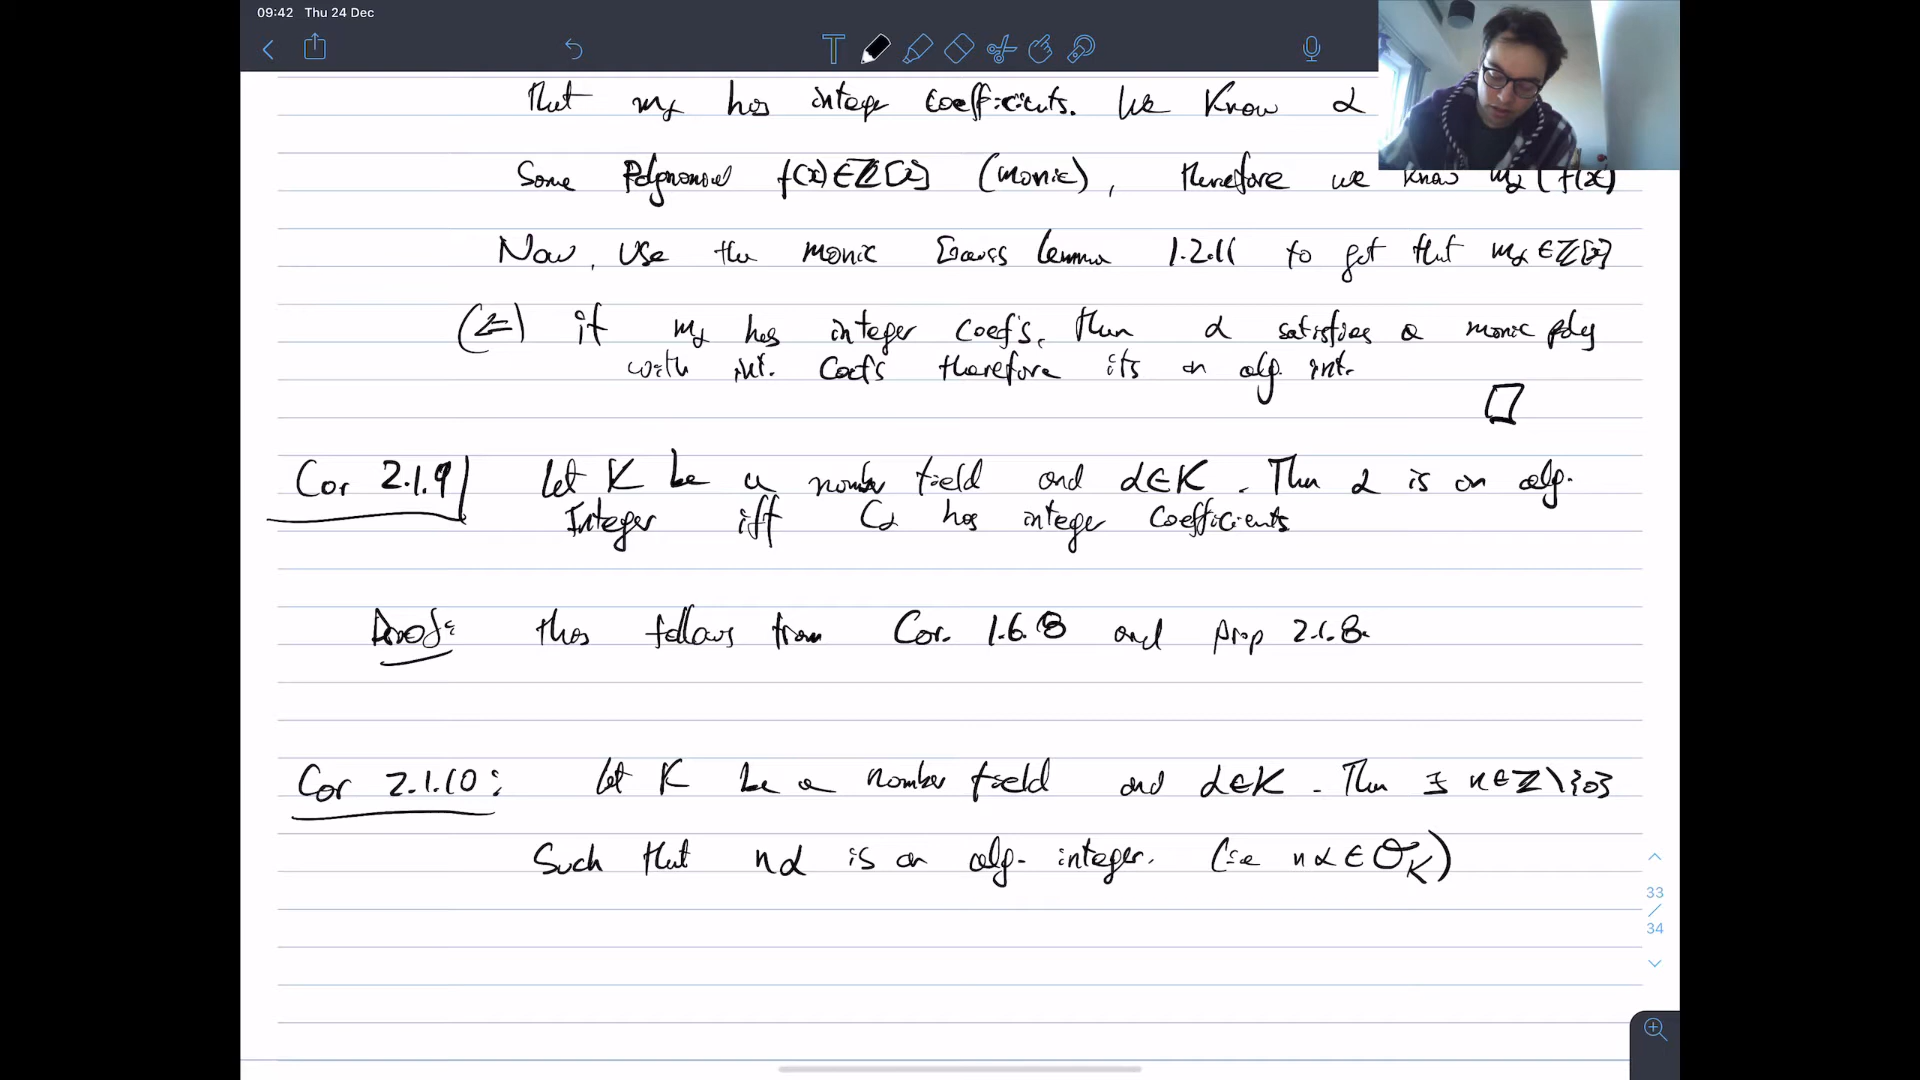 09:42 Thu 24 Dec
that mα has integer coefficients. We know α
Some Polynomial f(x)∈ℤ[x] (monic), therefore we know mα | f(x)
Now, use the monic Gauss lemma 1.2.11 to get that mα∈ℤ[x]
(⇐) if mα has integer coefs, then α satisfies a monic poly
with int. Coefs therefore its an alg. int.
□
Cor 2.1.9 let K be a number field and α∈K. Then α is an alg.
Integer iff Cα has integer Coefficients
Proof: this follows from Cor. 1.6.8 and prop 2.1.8.
Cor 2.1.10: let K be a number field and α∈K. Then ∃ n∈ℤ\{0}
Such that nα is an alg. integer. (i.e nα∈𝒪K)
33
/
34